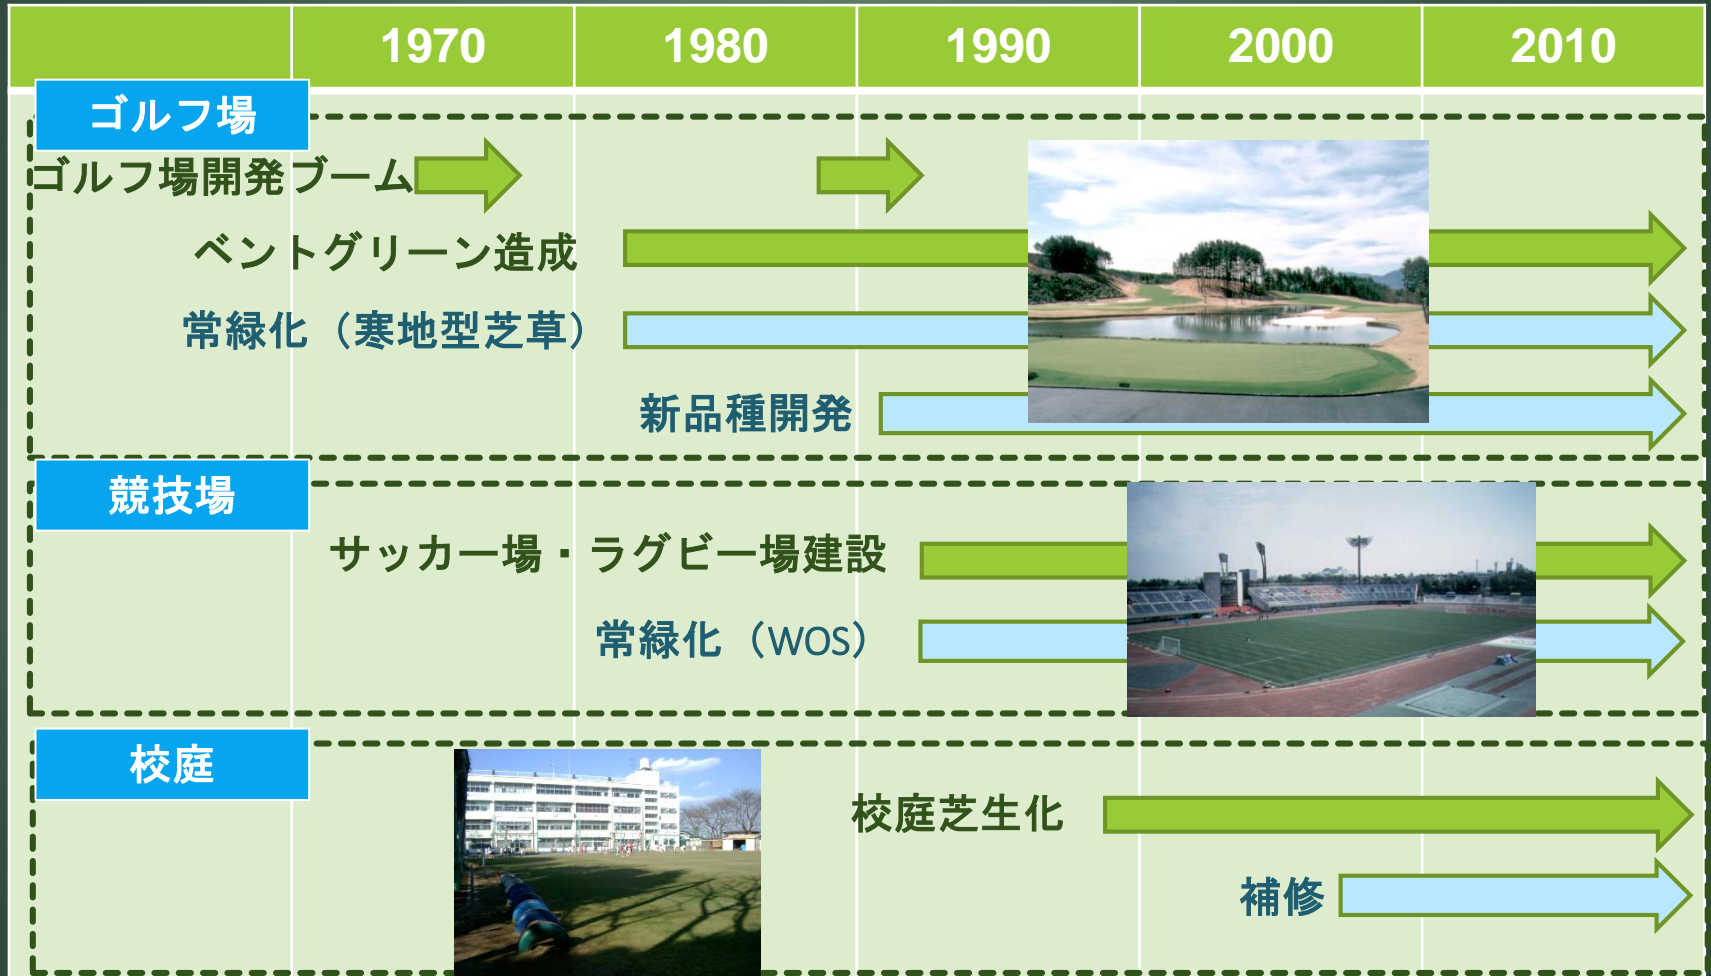 1970 1980 1990 2000 2010
ゴルフ場
ゴルフ場開発ブーム
ベントグリーン造成
常緑化（寒地型芝草）
新品種開発
競技場
サッカー場・ラグビー場建設
常緑化（WOS）
校庭
校庭芝生化
補修